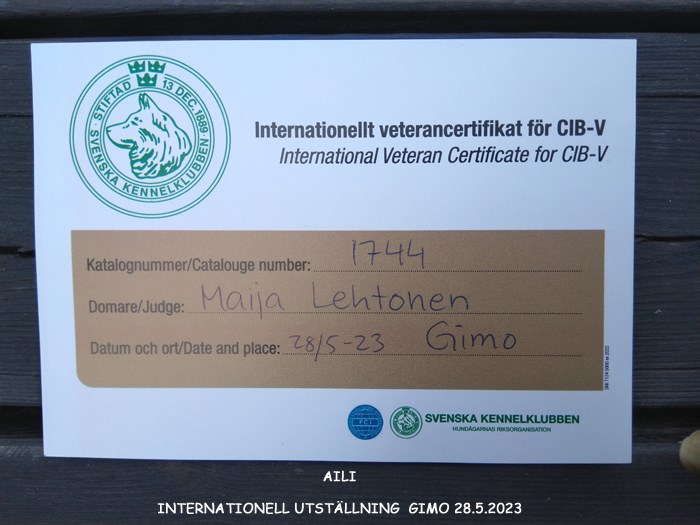 STIFTAD 13 DEC. 1889
SVENSKA KENNELKLUBBEN
Internationellt veterancertifikat för CIB-V
International Veteran Certificate for CIB-V
Katalognummer/Catalouge number: 1744
Domare/Judge: Maija Lehtonen
Datum och ort/Date and place: 28/5-23 Gimo
FCI
SVENSKA KENNELKLUBBEN
HUNDÄGARNAS RIKSORGANISATION
AILI
INTERNATIONELL UTSTÄLLNING GIMO 28.5.2023